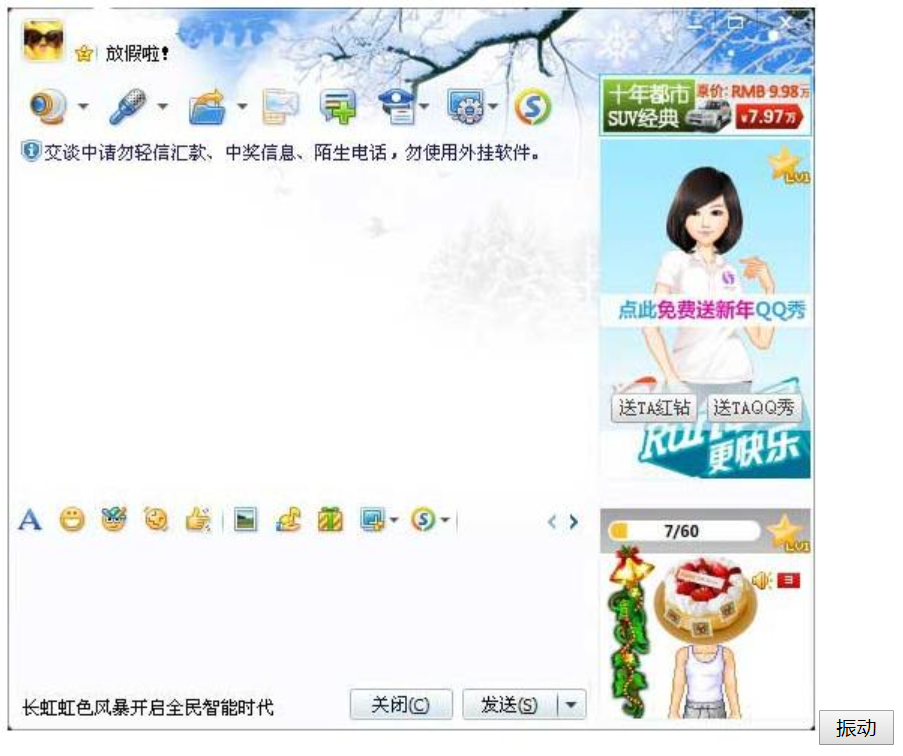 放假啦!
交谈中请勿轻信汇款、中奖信息、陌生电话，勿使用外挂软件。
十年都市
SUV经典
原价: RMB 9.98万
¥7.97万
LV1
点此免费送新年QQ秀
送TA红钻
送TAQQ秀
更快乐
A
7/60
LV1
3
长虹虹色风暴开启全民智能时代
关闭(C)
发送(S)
振动